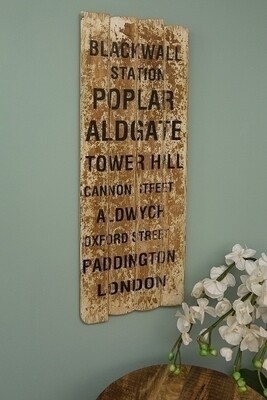 BLACKWALL
STATION
POPLAR
ALDGATE
TOWER HILL
CANNON STREET
ALDWYCH
OXFORD STREET
PADDINGTON
LONDON